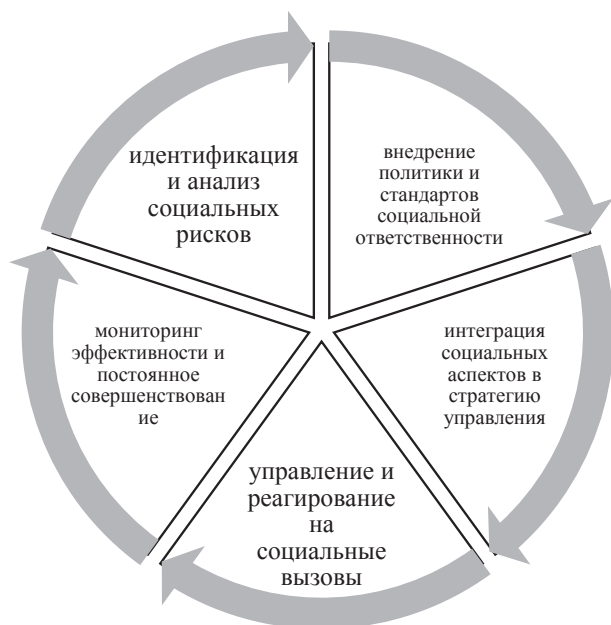 идентификация
и анализ
социальных
рисков
внедрение
политики и
стандартов
социальной
ответственности
интеграция
социальных
аспектов в
стратегию
управления
управление и
реагирование
на
социальные
вызовы
мониторинг
эффективности и
постоянное
совершенствован
ие